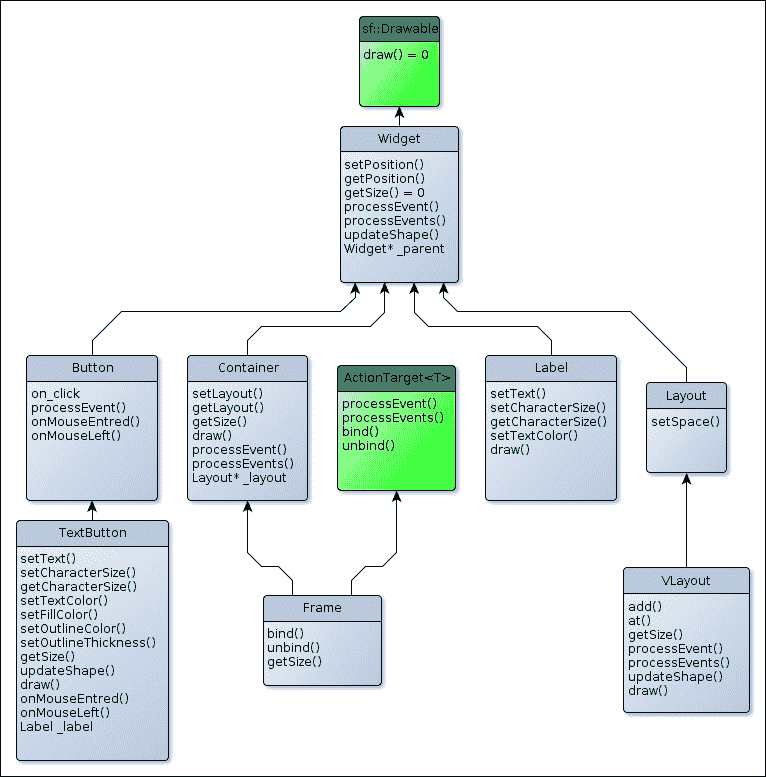 sf::Drawable
draw() = 0
Widget
setPosition()
getPosition()
getSize() = 0
processEvent()
processEvents()
updateShape()
Widget* _parent
Button
on_click
processEvent()
onMouseEntred()
onMouseLeft()
Container
setLayout()
getLayout()
getSize()
draw()
processEvent()
processEvents()
Layout* _layout
ActionTarget<T>
processEvent()
processEvents()
bind()
unbind()
Label
setText()
setCharacterSize()
getCharacterSize()
setTextColor()
draw()
Layout
setSpace()
TextButton
setText()
setCharacterSize()
getCharacterSize()
setTextColor()
setFillColor()
setOutlineColor()
setOutlineThickness()
getSize()
updateShape()
draw()
onMouseEntred()
onMouseLeft()
Label _label
Frame
bind()
unbind()
getSize()
VLayout
add()
at()
getSize()
processEvent()
processEvents()
updateShape()
draw()